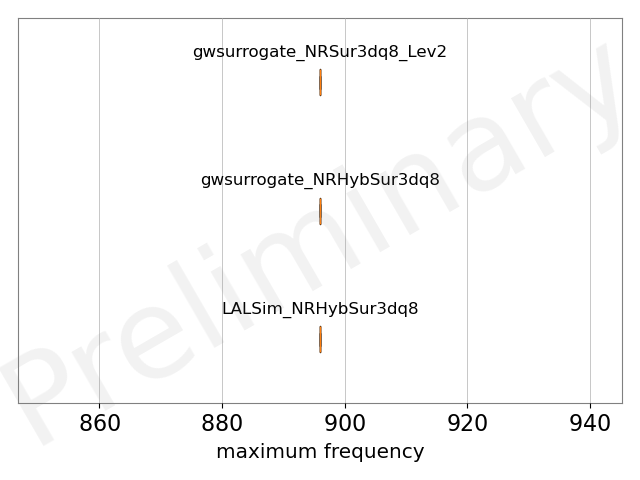 gwsurrogate_NRSur3dq8_Lev2
gwsurrogate_NRHybSur3dq8
LALSim_NRHybSur3dq8
Preliminary
860 880 900 920 940
maximum frequency